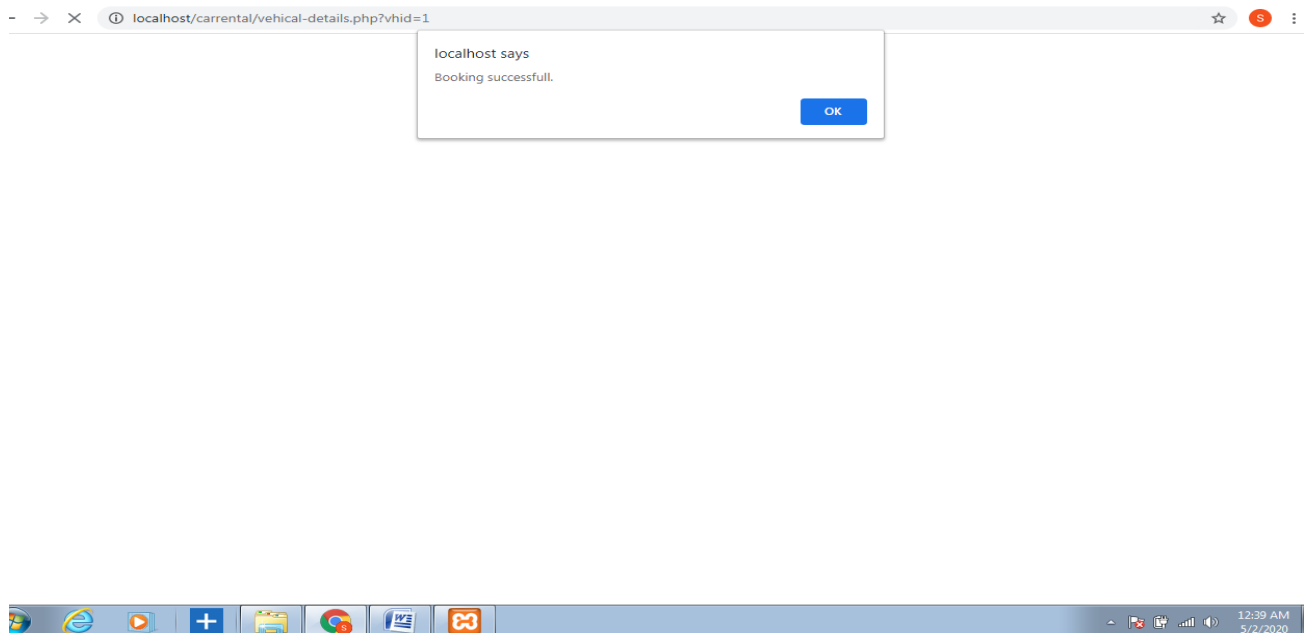 localhost/carrental/vehical-details.php?vhid=1
S
localhost says
Booking successfull.
OK
S
W
12:39 AM
5/2/2020